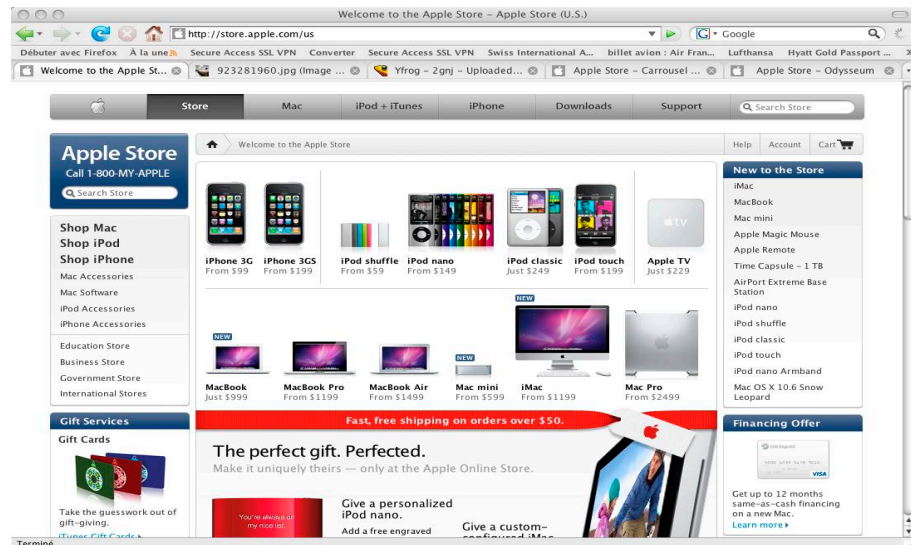 Welcome to the Apple Store – Apple Store (U.S.)
http://store.apple.com/us
Google
Débuter avec Firefox À la une Secure Access SSL VPN Converter Secure Access SSL VPN Swiss International A... billet avion : Air Fran... Lufthansa Hyatt Gold Passport ...
Welcome to the Apple St... 923281960.jpg (Image ... Yfrog – 2gnj – Uploaded... Apple Store – Carrousel ... Apple Store – Odysseum
Store Mac iPod + iTunes iPhone Downloads Support Search Store
Apple Store
Call 1-800-MY-APPLE
Search Store
Shop Mac
Shop iPod
Shop iPhone
Mac Accessories
Mac Software
iPod Accessories
iPhone Accessories
Education Store
Business Store
Government Store
International Stores
Gift Services
Gift Cards
Take the guesswork out of
gift-giving.
iTunes Gift Cards
Welcome to the Apple Store
Help Account Cart
tv
iPhone 3G iPhone 3GS iPod shuffle iPod nano iPod classic iPod touch Apple TV
From $99 From $199 From $59 From $149 Just $249 From $199 Just $229
NEW
NEW
NEW
MacBook MacBook Pro MacBook Air Mac mini iMac Mac Pro
Just $999 From $1199 From $1499 From $599 From $1199 From $2499
Fast, free shipping on orders over $50.
The perfect gift. Perfected.
Make it uniquely theirs — only at the Apple Online Store.
You're always on
my nice list.
Give a personalized
iPod nano.
Add a free engraved
Give a custom-
configured iMac
New to the Store
iMac
MacBook
Mac mini
Apple Magic Mouse
Apple Remote
Time Capsule – 1 TB
AirPort Extreme Base
Station
iPod nano
iPod shuffle
iPod classic
iPod touch
iPod nano Armband
Mac OS X 10.6 Snow
Leopard
Financing Offer
VISA
Get up to 12 months
same-as-cash financing
on a new Mac.
Learn more
Terminé